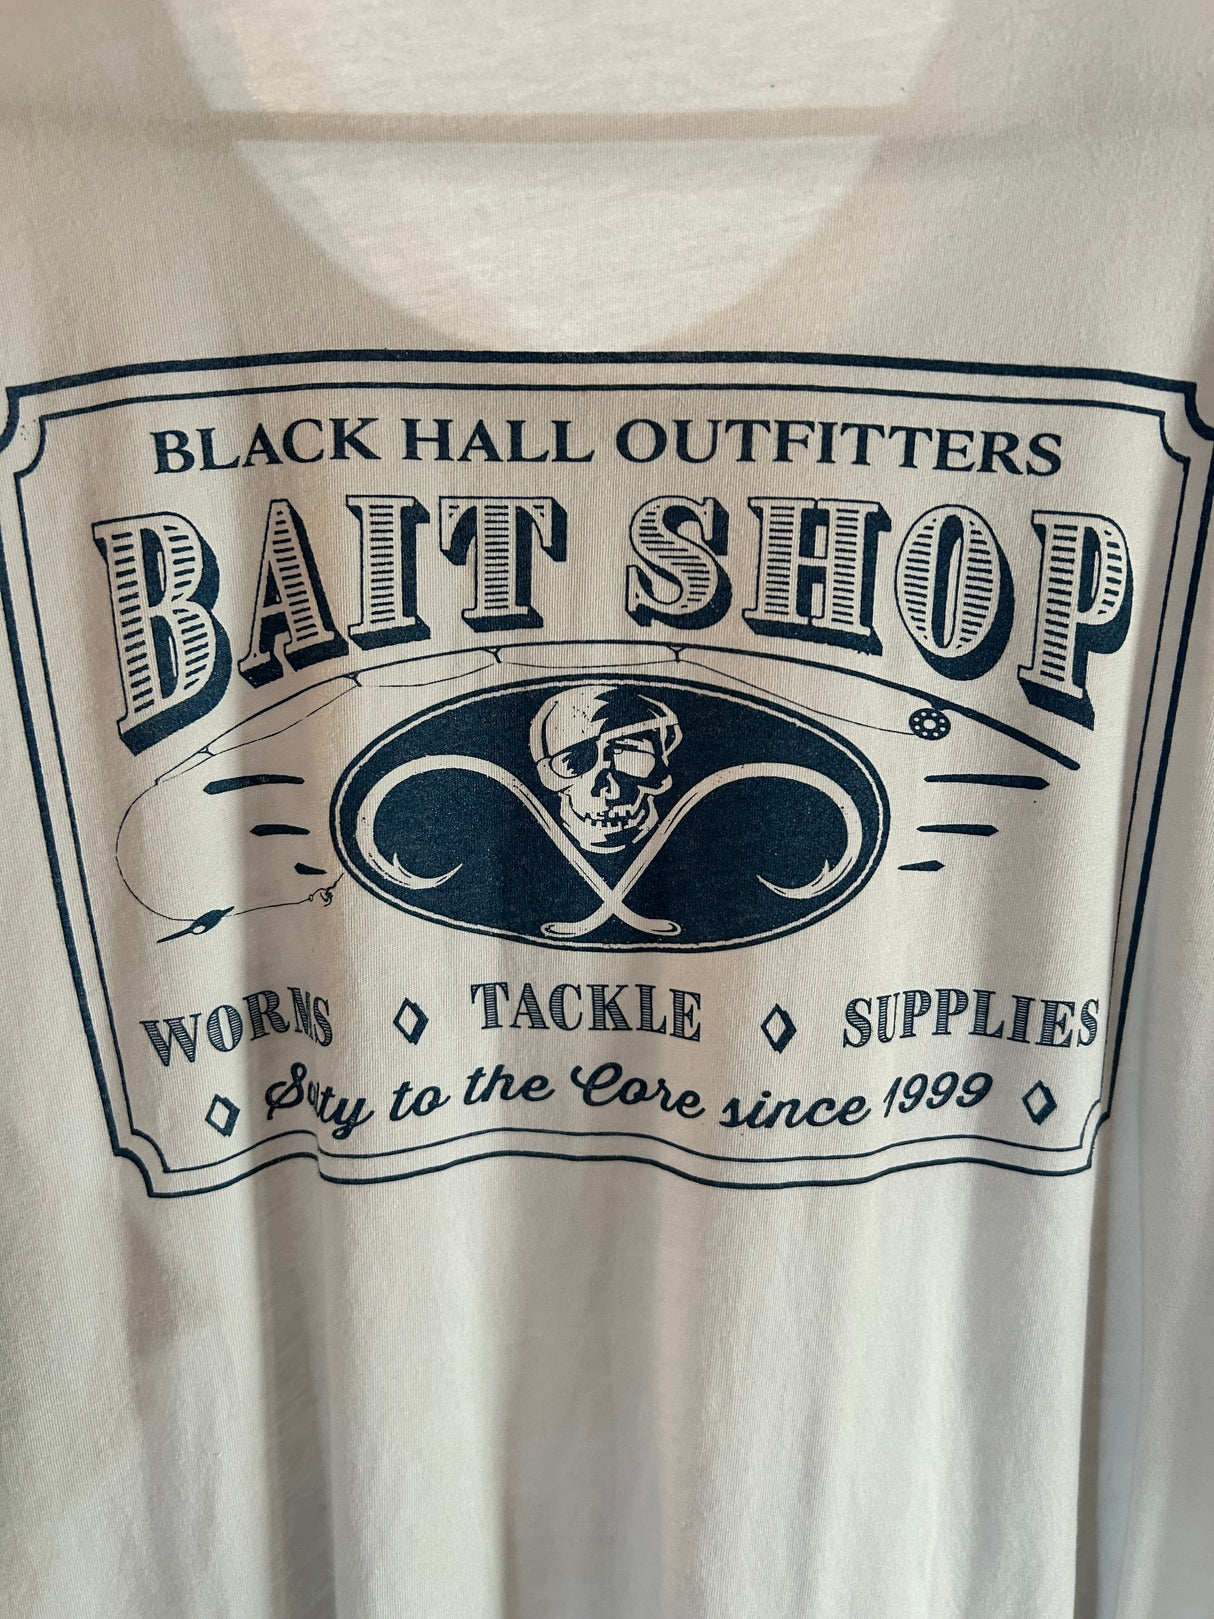 BLACK HALL OUTFITTERS
BAIT SHOP
WORMS ◇ TACKLE ◇ SUPPLIES
◇ Salty to the Core since 1999 ◇